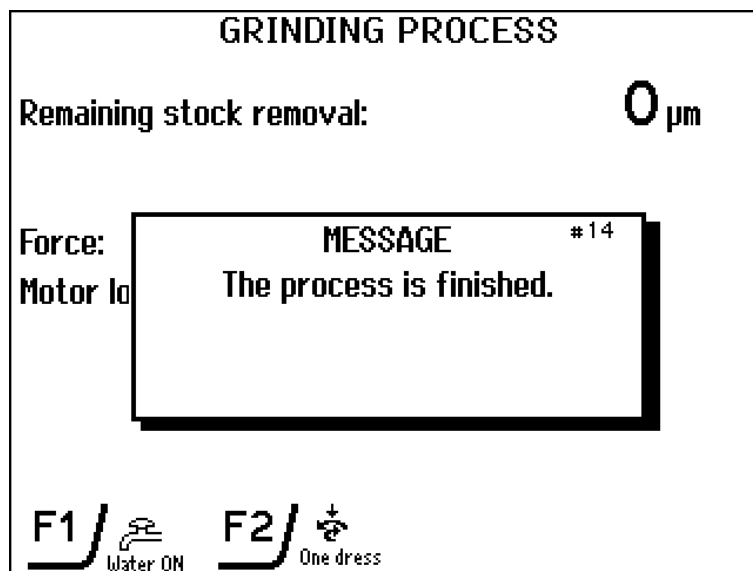 GRINDING PROCESS
Remaining stock removal: 0 µm
MESSAGE #14
Force:
The process is finished.
Motor lo
F1 Water ON F2 One dress